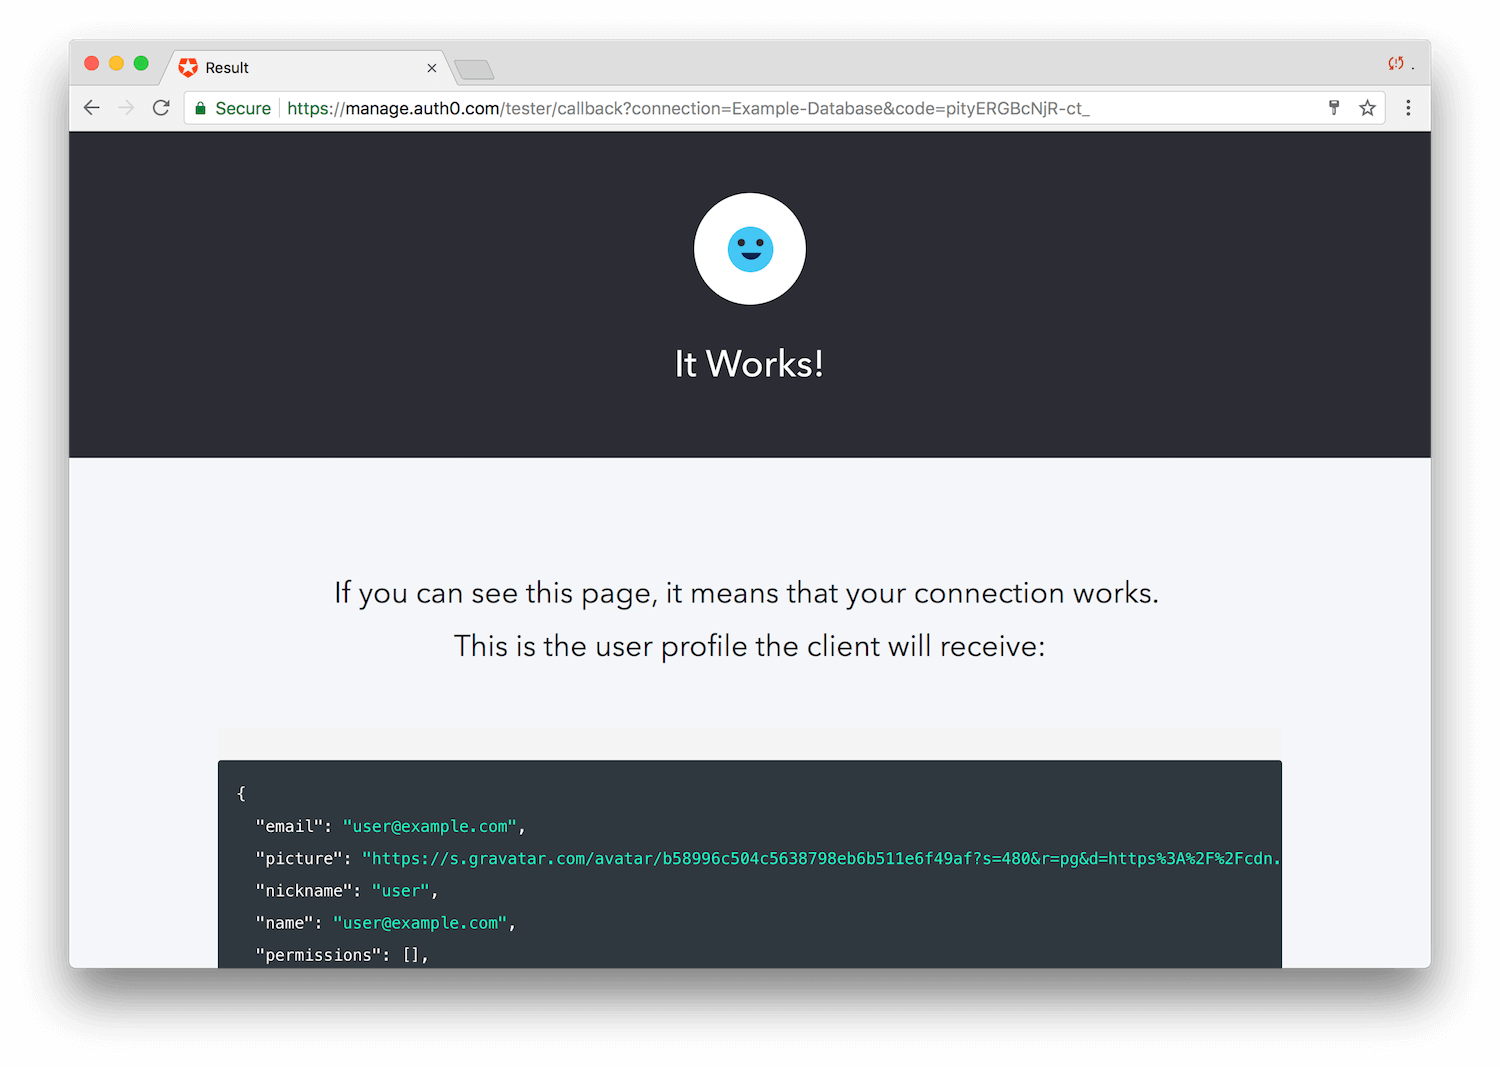 Result
Secure https://manage.auth0.com/tester/callback?connection=Example-Database&code=pityERGBcNjR-ct_
It Works!
If you can see this page, it means that your connection works.
This is the user profile the client will receive:
{
"email": "user@example.com",
"picture": "https://s.gravatar.com/avatar/b58996c504c5638798eb6b511e6f49af?s=480&r=pg&d=https%3A%2F%2Fcdn.
"nickname": "user",
"name": "user@example.com",
"permissions": [],